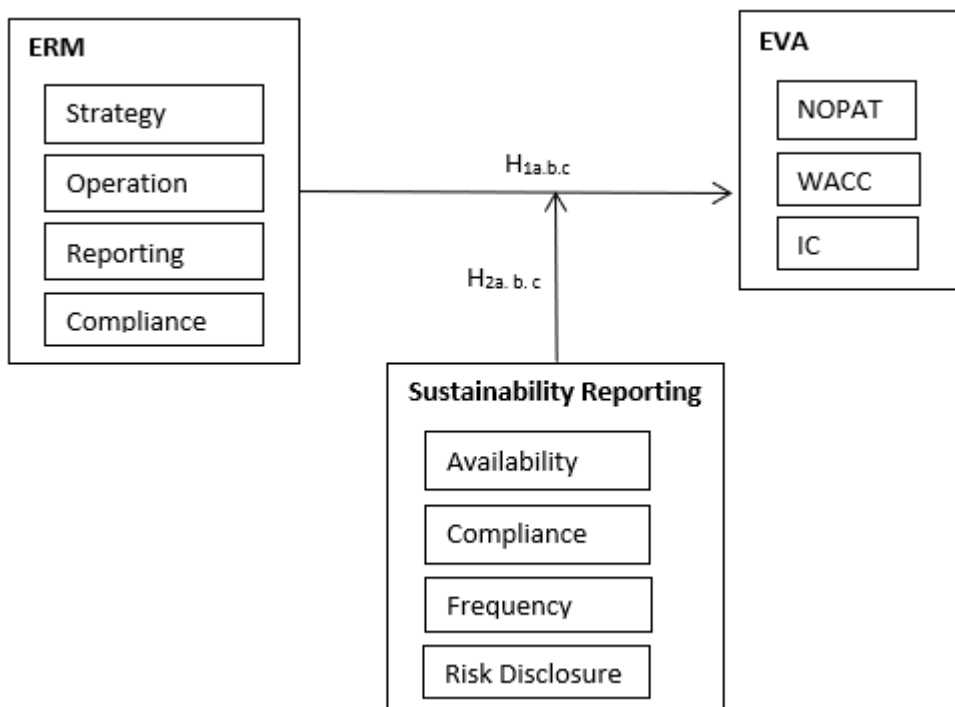 ERM
Strategy
Operation
Reporting
Compliance
H1a.b.c
EVA
NOPAT
WACC
IC
H2a. b. c
Sustainability Reporting
Availability
Compliance
Frequency
Risk Disclosure